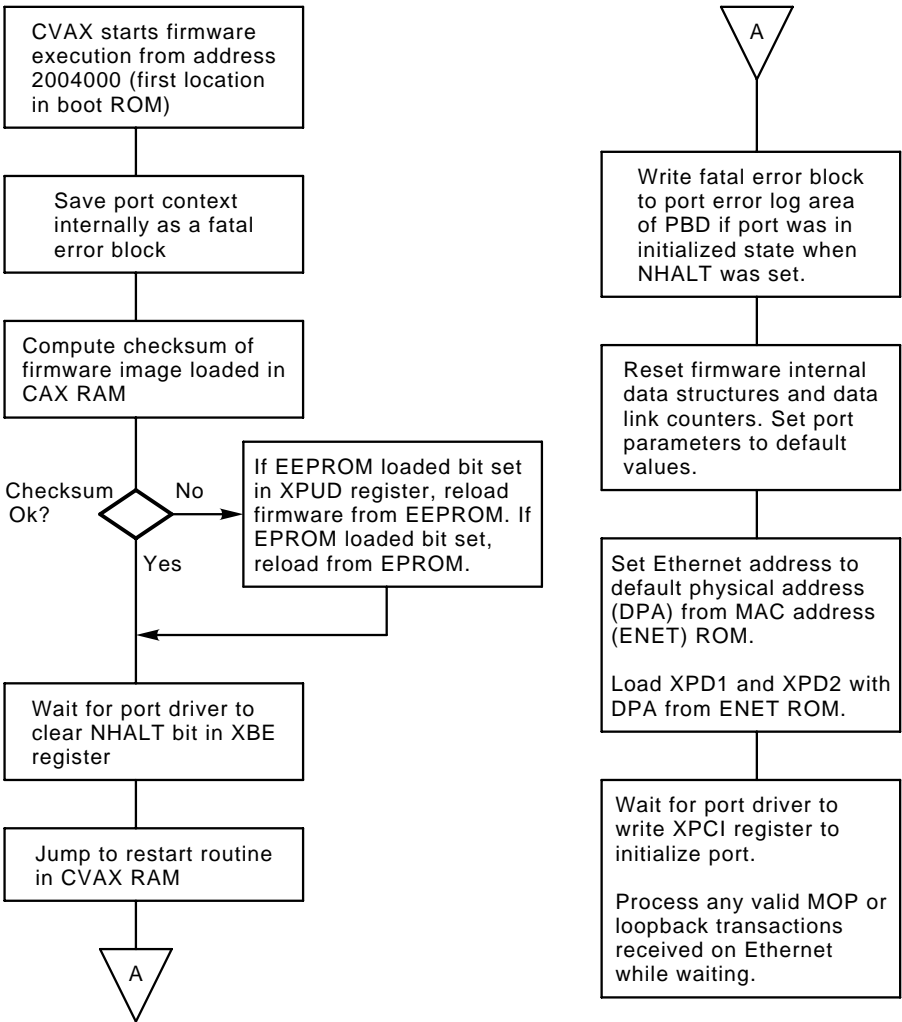 CVAX starts firmware
execution from address
2004000 (first location
in boot ROM)
Save port context
internally as a fatal
error block
Compute checksum of
firmware image loaded in
CAX RAM
Checksum
Ok?
No
Yes
If EEPROM loaded bit set
in XPUD register, reload
firmware from EEPROM. If
EPROM loaded bit set,
reload from EPROM.
Wait for port driver to
clear NHALT bit in XBE
register
Jump to restart routine
in CVAX RAM
A
A
Write fatal error block
to port error log area
of PBD if port was in
initialized state when
NHALT was set.
Reset firmware internal
data structures and data
link counters. Set port
parameters to default
values.
Set Ethernet address to
default physical address
(DPA) from MAC address
(ENET) ROM.
Load XPD1 and XPD2 with
DPA from ENET ROM.
Wait for port driver to
write XPCI register to
initialize port.
Process any valid MOP or
loopback transactions
received on Ethernet
while waiting.